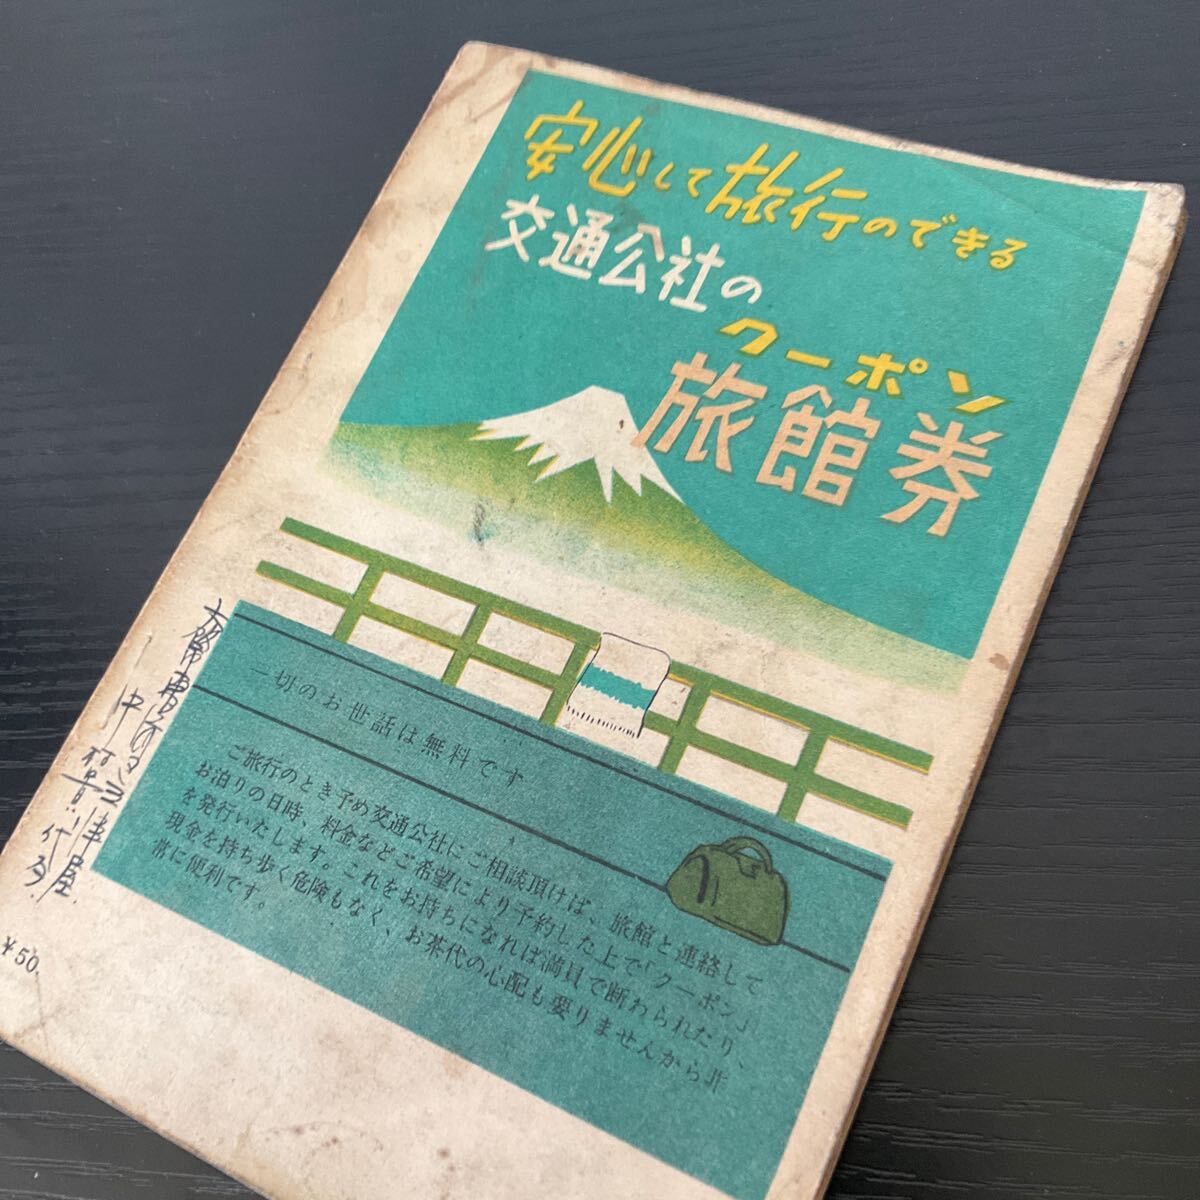 安心して旅行のできる
交通公社の
クーポン
旅館券
一切のお世話は無料です
ご旅行のとき予め交通公社にご相談頂けば、旅館と連絡して
お泊りの日時、料金などご希望により予約した上で「クーポン」
を発行いたします。これをお持ちになれば満員で断わられたり、
現金を持ち歩く危険もなく、お茶代の心配も要りませんから非
常に便利です。
¥50.